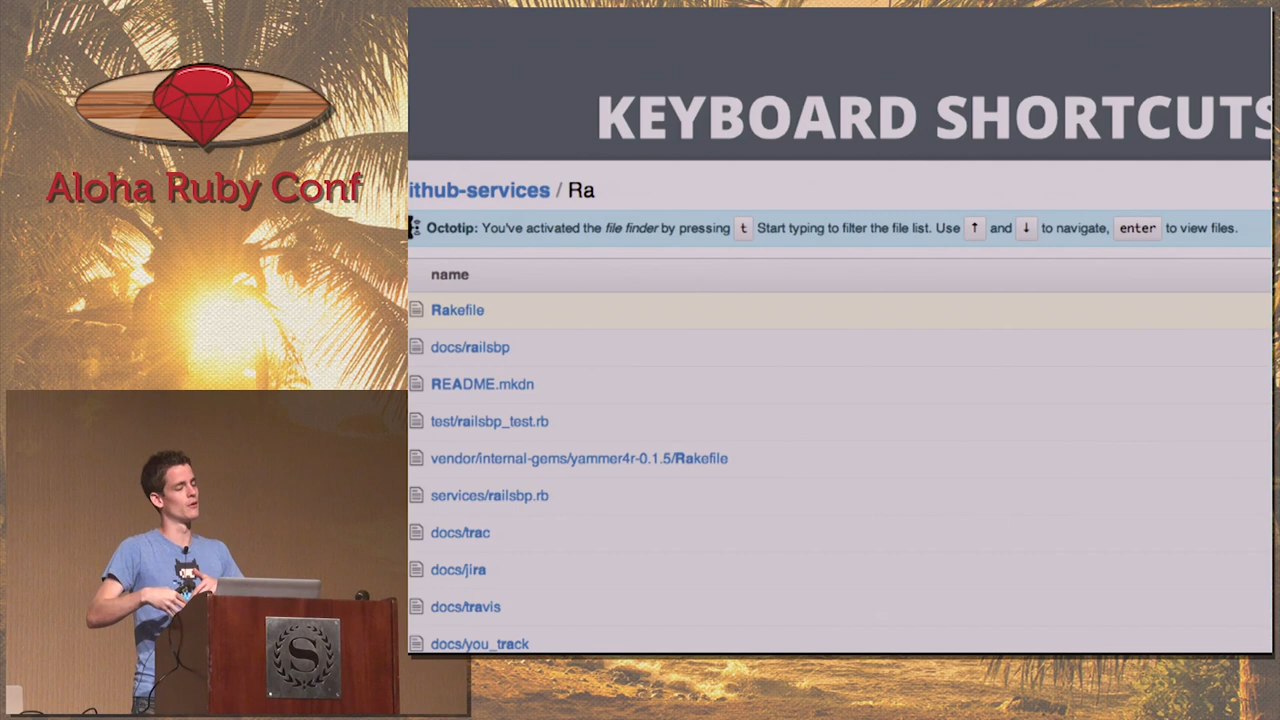 Aloha Ruby Conf
KEYBOARD SHORTCUTS
ithub-services / Ra
Octotip: You've activated the file finder by pressing t Start typing to filter the file list. Use ↑ and ↓ to navigate, enter to view files.
name
Rakefile
docs/railsbp
README.mkdn
test/railsbp_test.rb
vendor/internal-gems/yammer4r-0.1.5/Rakefile
services/railsbp.rb
docs/trac
docs/jira
docs/travis
docs/you_track
S